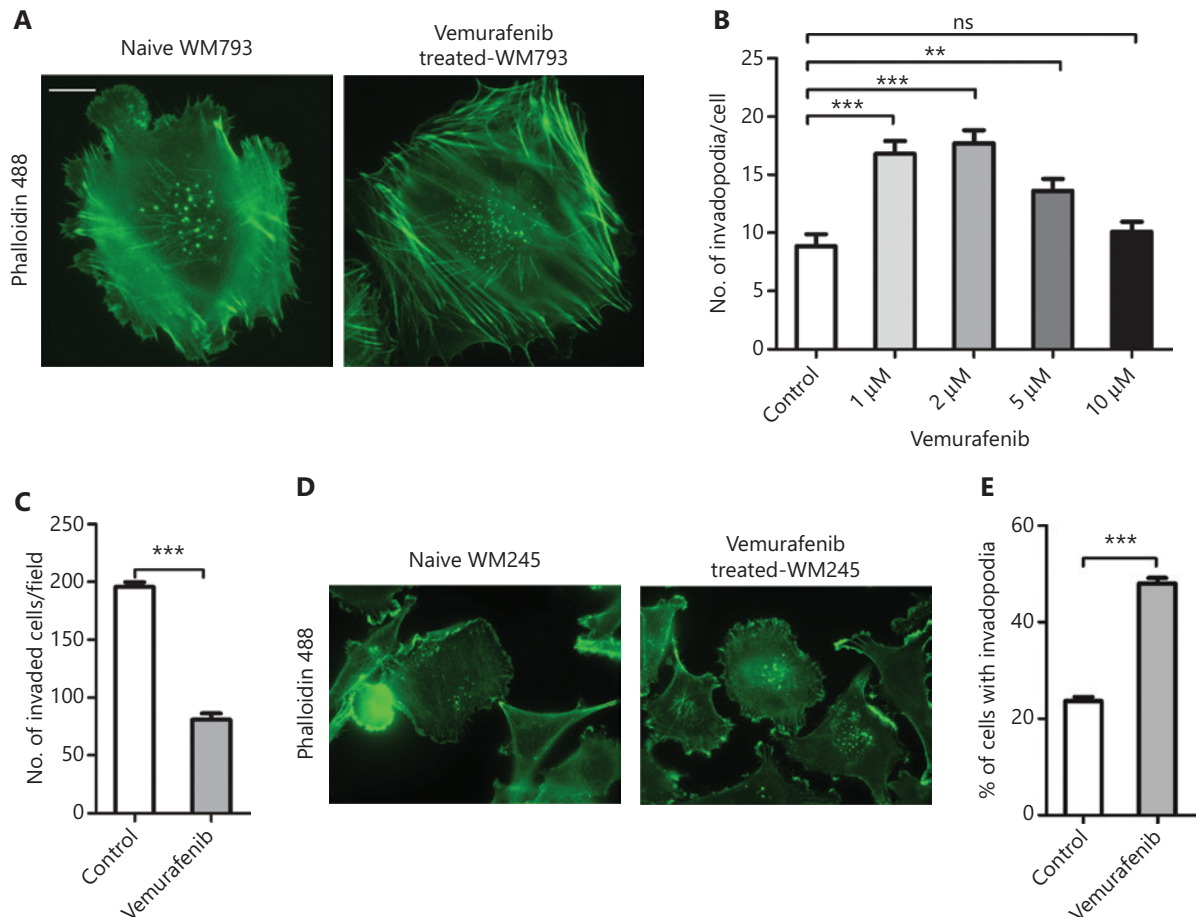 A
Naive WM793
Vemurafenib
treated-WM793
Phalloidin 488
B
ns
**
***
***
No. of invadopodia/cell
25
20
15
10
5
0
Control
1 μM
2 μM
5 μM
10 μM
Vemurafenib
C
***
No. of invaded cells/field
250
200
150
100
50
0
Control
Vemurafenib
D
Naive WM245
Vemurafenib
treated-WM245
Phalloidin 488
E
***
% of cells with invadopodia
60
40
20
0
Control
Vemurafenib